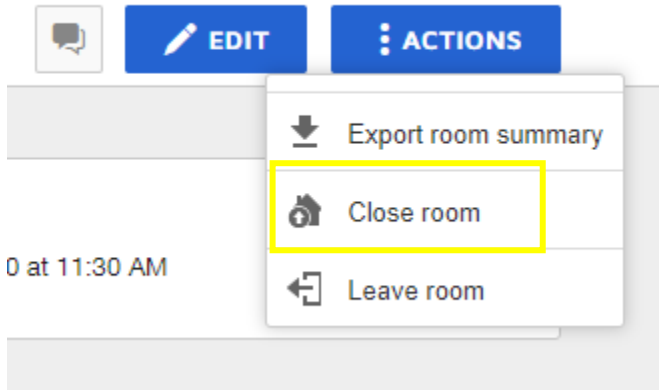 EDIT
ACTIONS
Export room summary
Close room
0 at 11:30 AM
Leave room